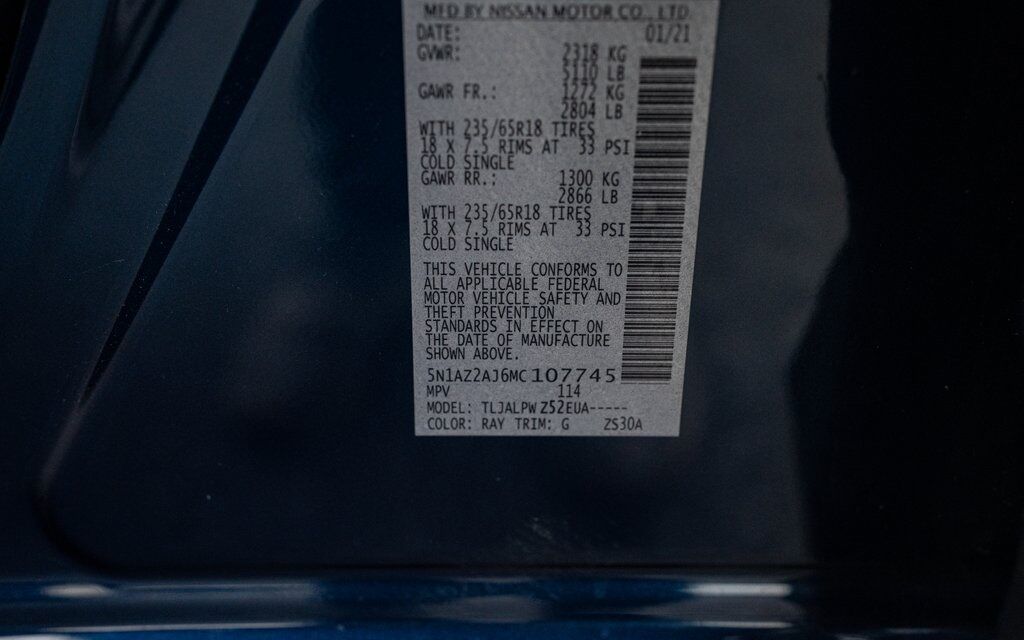 MFD BY NISSAN MOTOR CO., LTD.
DATE: 01/21
GVWR: 2318 KG
5110 LB
GAWR FR.: 1272 KG
2804 LB
WITH 235/65R18 TIRES
18 X 7.5 RIMS AT 33 PSI
COLD SINGLE
GAWR RR.: 1300 KG
2866 LB
WITH 235/65R18 TIRES
18 X 7.5 RIMS AT 33 PSI
COLD SINGLE
THIS VEHICLE CONFORMS TO
ALL APPLICABLE FEDERAL
MOTOR VEHICLE SAFETY AND
THEFT PREVENTION
STANDARDS IN EFFECT ON
THE DATE OF MANUFACTURE
SHOWN ABOVE.
5N1AZ2AJ6MC107745
MPV 114
MODEL: TLJALPWZ52EUA-----
COLOR: RAY TRIM: G ZS30A